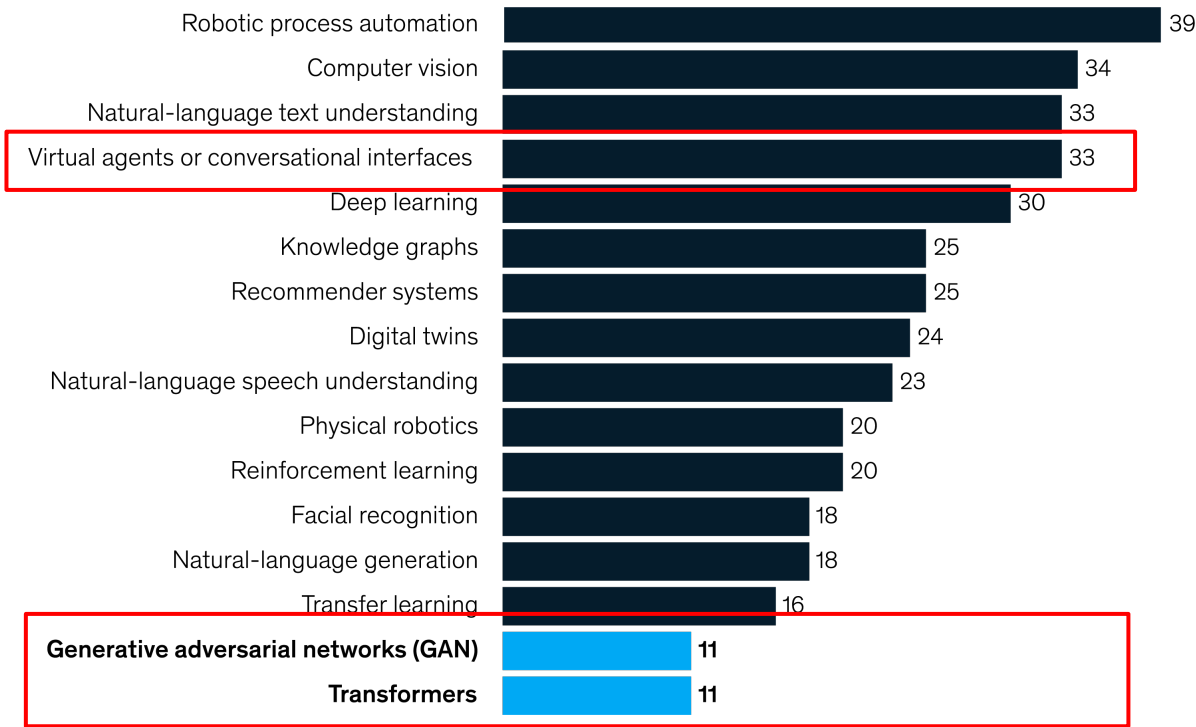 Robotic process automation 39
Computer vision 34
Natural-language text understanding 33
Virtual agents or conversational interfaces 33
Deep learning 30
Knowledge graphs 25
Recommender systems 25
Digital twins 24
Natural-language speech understanding 23
Physical robotics 20
Reinforcement learning 20
Facial recognition 18
Natural-language generation 18
Transfer learning 16
Generative adversarial networks (GAN) 11
Transformers 11